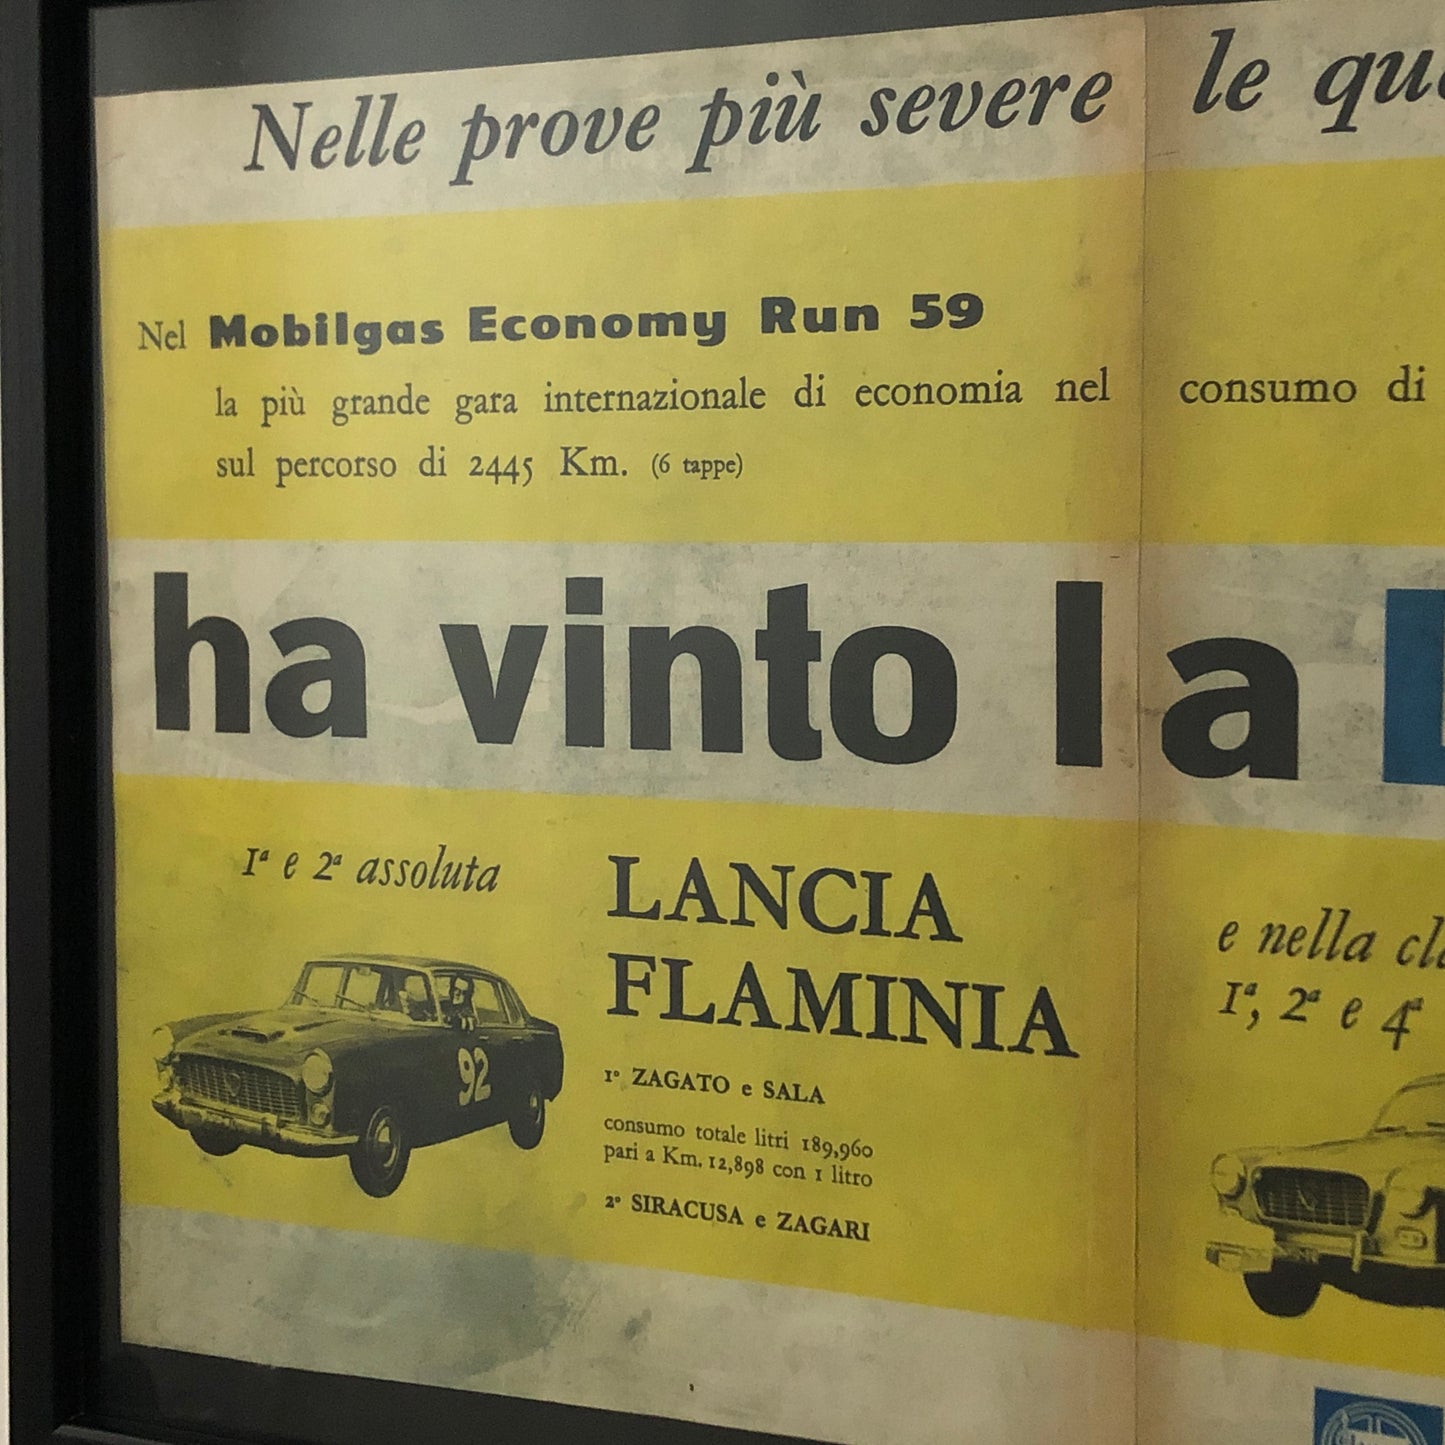 Nelle prove più severe le
Nel Mobilgas Economy Run 59
la più grande gara internazionale di economia nel consumo di
sul percorso di 2445 Km. (6 tappe)
ha vinto la
1ª e 2ª assoluta
LANCIA
FLAMINIA
92
1° ZAGATO e SALA
consumo totale litri 189,960
pari a Km. 12,898 con 1 litro
2° SIRACUSA e ZAGARI
e nella
1ª, 2ª e 4ª